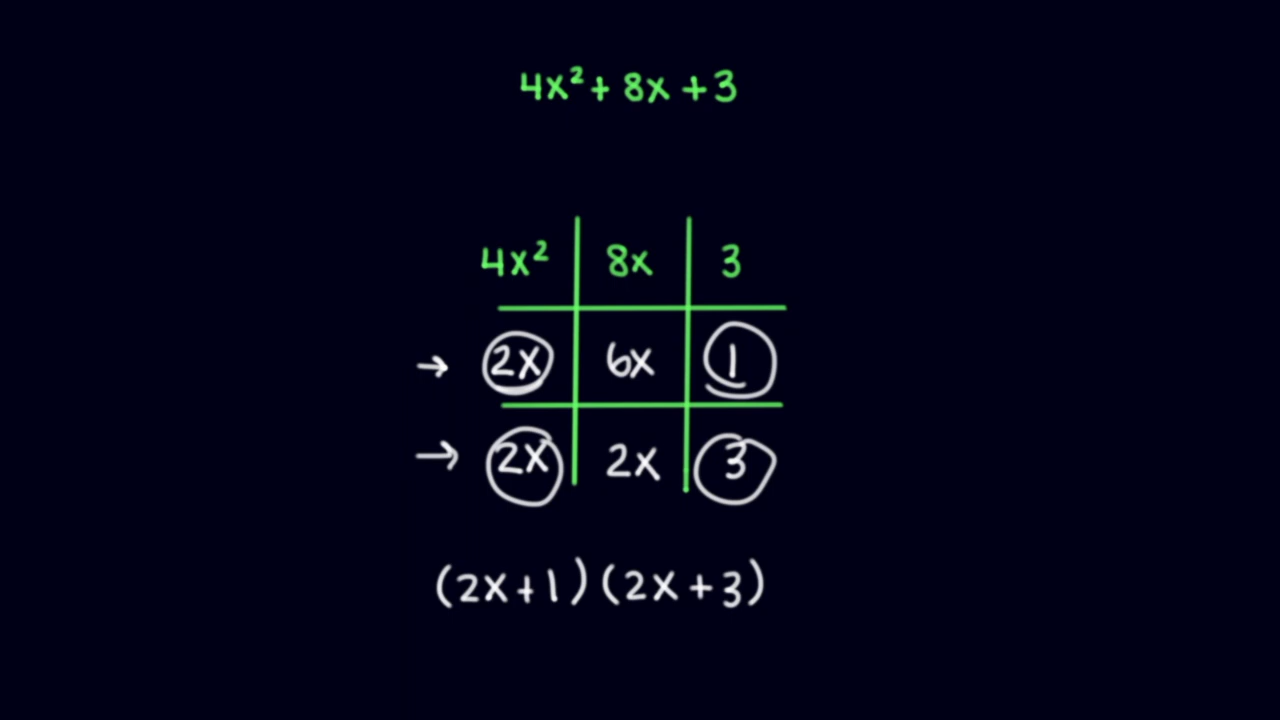 4x² + 8x + 3
4x² 8x 3
→ 2x 6x 1
→ 2x 2x 3
(2x+1)(2x+3)